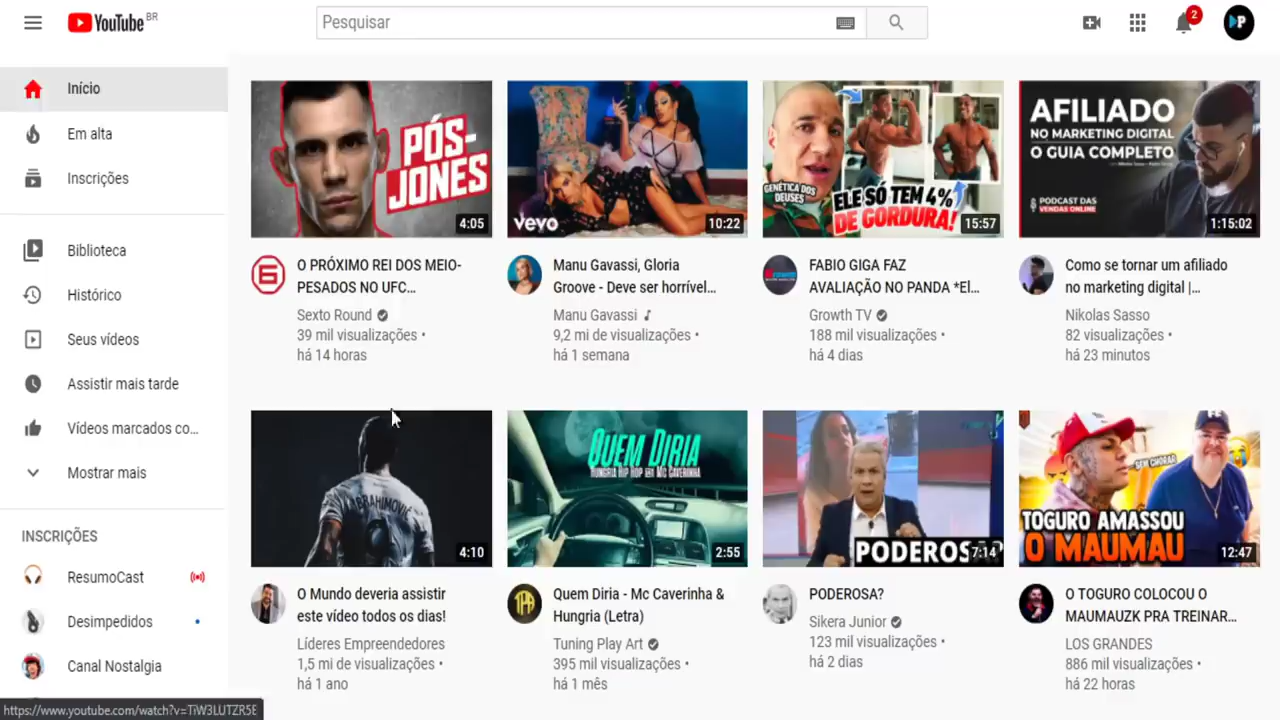 YouTube BR
Pesquisar
2
P
Início
Em alta
Inscrições
Biblioteca
Histórico
Seus vídeos
Assistir mais tarde
Vídeos marcados co...
Mostrar mais
INSCRIÇÕES
ResumoCast
Desimpedidos
Canal Nostalgia
PÓS-
JONES
4:05
O PRÓXIMO REI DOS MEIO-
PESADOS NO UFC...
Sexto Round
39 mil visualizações •
há 14 horas
vevo
10:22
Manu Gavassi, Gloria
Groove - Deve ser horrível...
Manu Gavassi
9,2 mi de visualizações •
há 1 semana
GENÉTICA DOS
DEUSES
ELE SÓ TEM 4%
DE GORDURA!
15:57
FABIO GIGA FAZ
AVALIAÇÃO NO PANDA *El...
Growth TV
188 mil visualizações •
há 4 dias
AFILIADO
NO MARKETING DIGITAL
O GUIA COMPLETO
PODCAST DAS
VENDAS ONLINE
1:15:02
Como se tornar um afiliado
no marketing digital |...
Nikolas Sasso
82 visualizações •
há 23 minutos
IBRAHIMOVIĆ
4:10
O Mundo deveria assistir
este vídeo todos os dias!
Líderes Empreendedores
1,5 mi de visualizações •
há 1 ano
QUEM DIRIA
HUNGRIA HIP HOP MC CAVERINHA
2:55
Quem Diria - Mc Caverinha &
Hungria (Letra)
Tuning Play Art
395 mil visualizações •
há 1 mês
PODEROSA?
7:14
PODEROSA?
Sikera Junior
123 mil visualizações •
há 2 dias
SEM CHORAR
TOGURO AMASSOU
O MAUMAU
12:47
O TOGURO COLOCOU O
MAUMAUZK PRA TREINAR...
LOS GRANDES
886 mil visualizações •
há 22 horas
https://www.youtube.com/watch?v=TiW3LUTZR5E